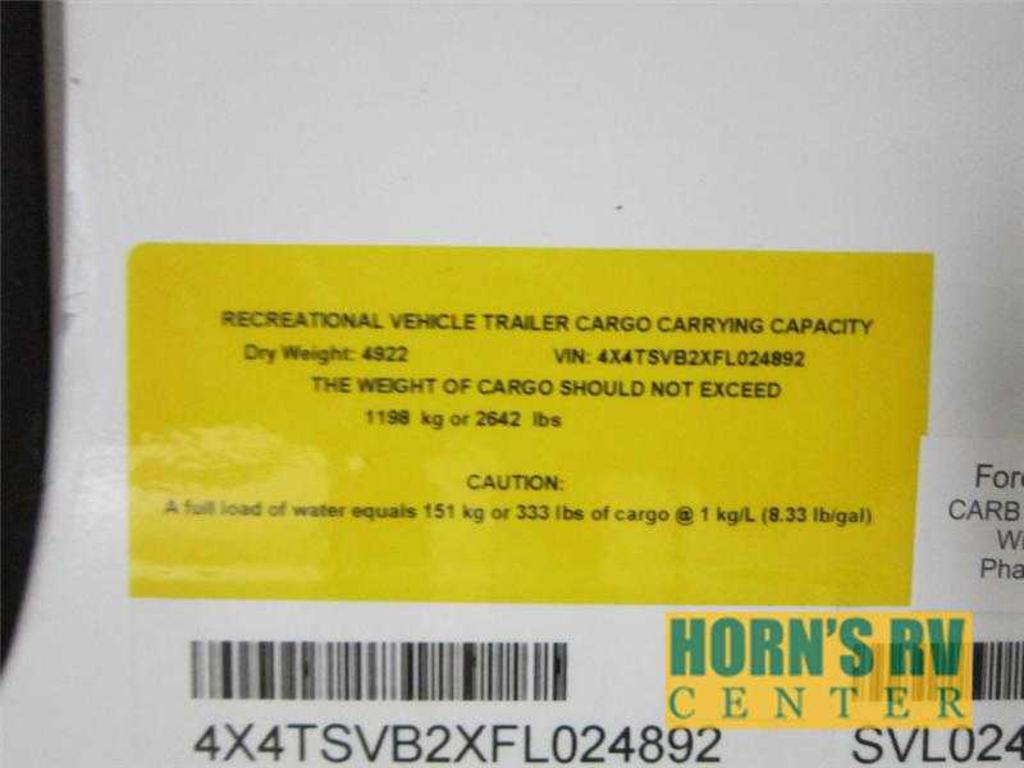 RECREATIONAL VEHICLE TRAILER CARGO CARRYING CAPACITY
Dry Weight: 4922 VIN: 4X4TSVB2XFL024892
THE WEIGHT OF CARGO SHOULD NOT EXCEED
1198 kg or 2642 lbs
CAUTION:
A full load of water equals 151 kg or 333 lbs of cargo @ 1 kg/L (8.33 lb/gal)
CARB
HORN'S RV
CENTER
4X4TSVB2XFL024892 SVL024